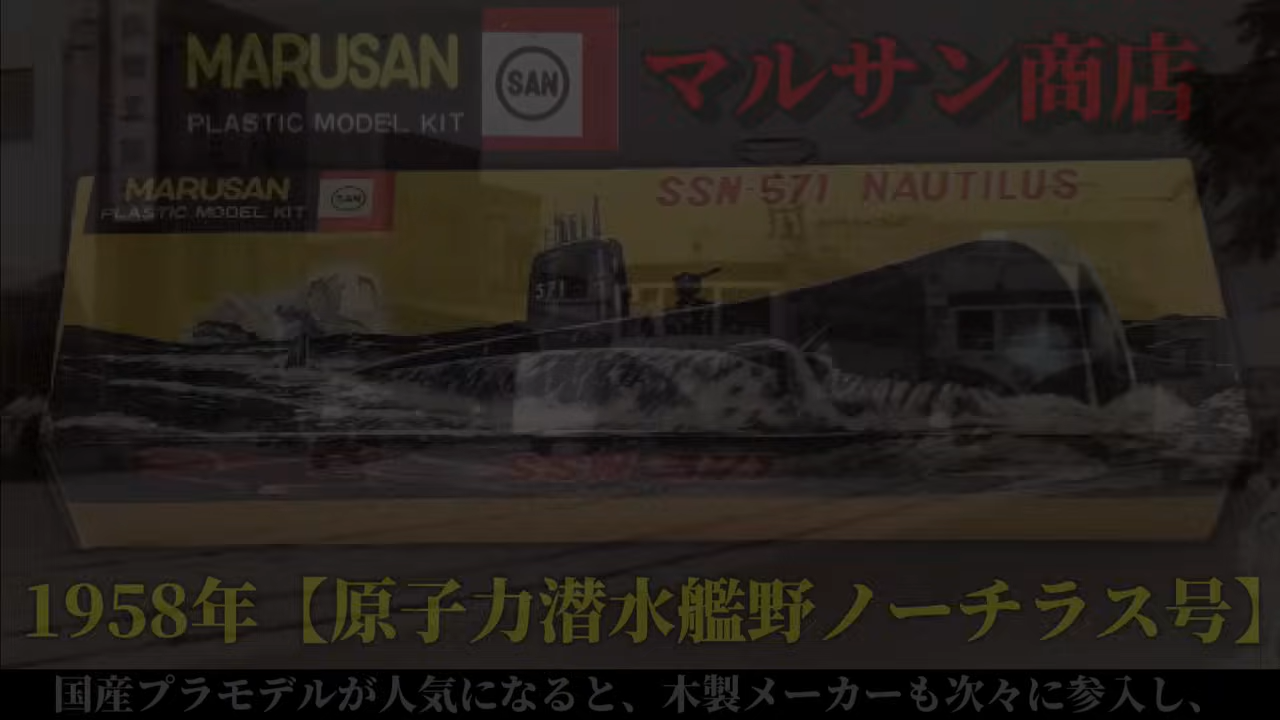 MARUSAN
PLASTIC MODEL KIT
SAN
マルサン商店
MARUSAN
PLASTIC MODEL KIT
SAN
SSN-571 NAUTILUS
571
1958年【原子力潜水艦野ノーチラス号】
国産プラモデルが人気になると、木製メーカーも次々に参入し、